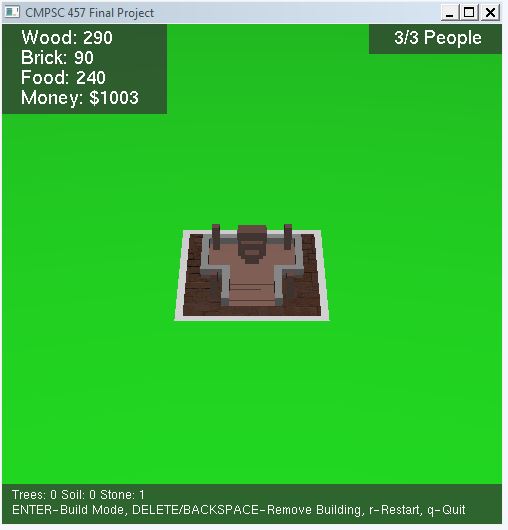 CMPSC 457 Final Project
Wood: 290
3/3 People
Brick: 90
Food: 240
Money: $1003
Trees: 0 Soil: 0 Stone: 1
ENTER-Build Mode, DELETE/BACKSPACE-Remove Building, r-Restart, q-Quit